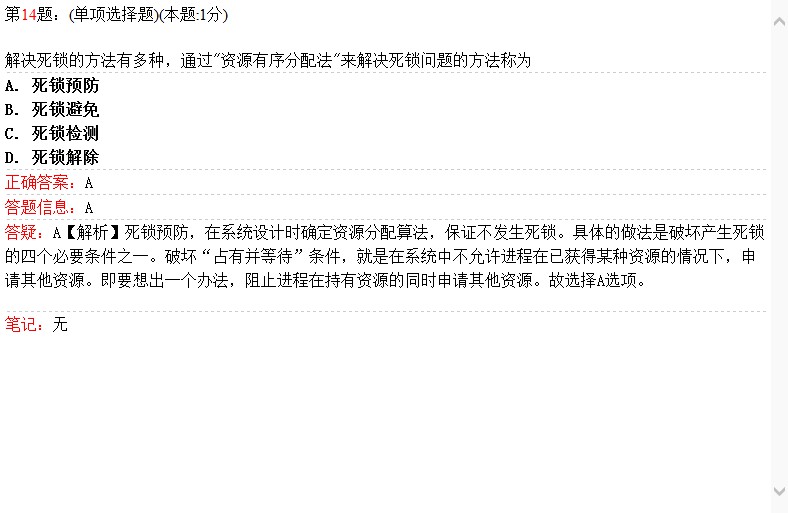 第14题: (单项选择题)(本题:1分)
解决死锁的方法有多种，通过"资源有序分配法"来解决死锁问题的方法称为
A. 死锁预防
B. 死锁避免
C. 死锁检测
D. 死锁解除
正确答案: A
答题信息: A
答疑: A【解析】死锁预防，在系统设计时确定资源分配算法，保证不发生死锁。具体的做法是破坏产生死锁
的四个必要条件之一。破坏“占有并等待”条件，就是在系统中不允许进程在已获得某种资源的情况下，申
请其他资源。即要想出一个办法，阻止进程在持有资源的同时申请其他资源。故选择A选项。
笔记: 无